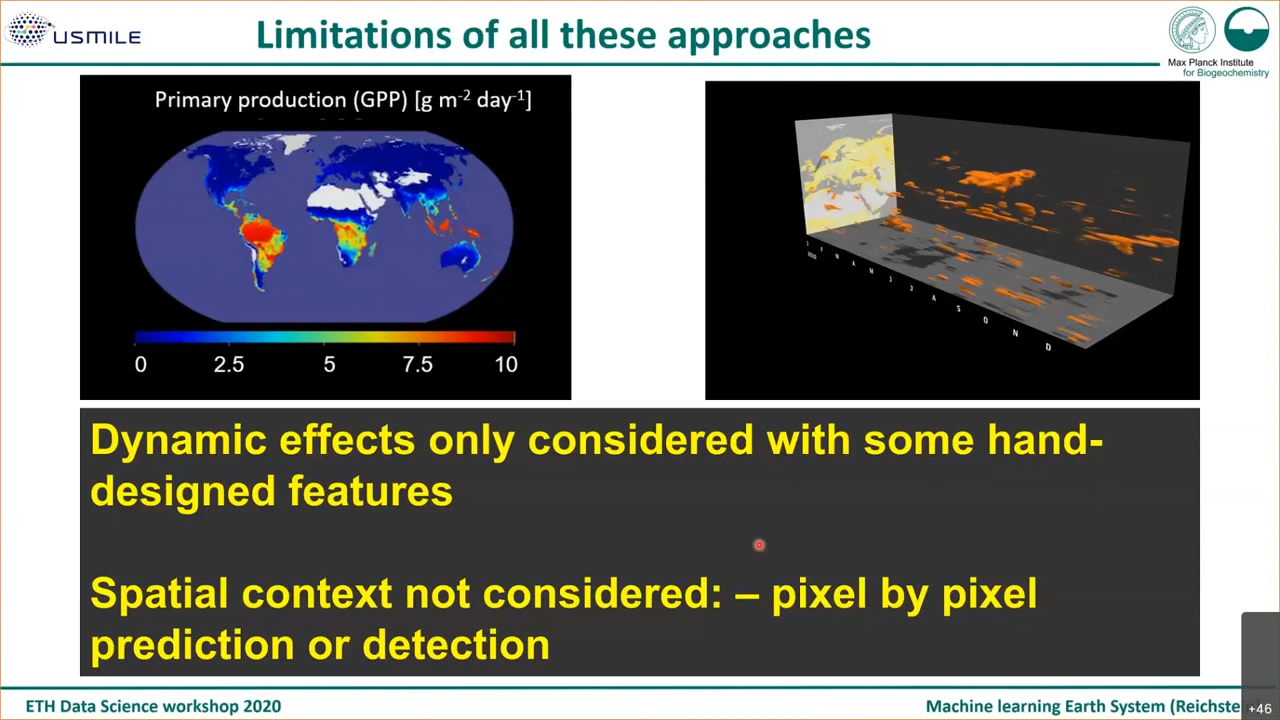 USMILE
Limitations of all these approaches
Max Planck Institute
for Biogeochemistry
Primary production (GPP) [g m-2 day-1]
0 2.5 5 7.5 10
J F M A M J J A S O N D
2010
Dynamic effects only considered with some hand-
designed features
Spatial context not considered: – pixel by pixel
prediction or detection
ETH Data Science workshop 2020
Machine learning Earth System (Reichste
+46